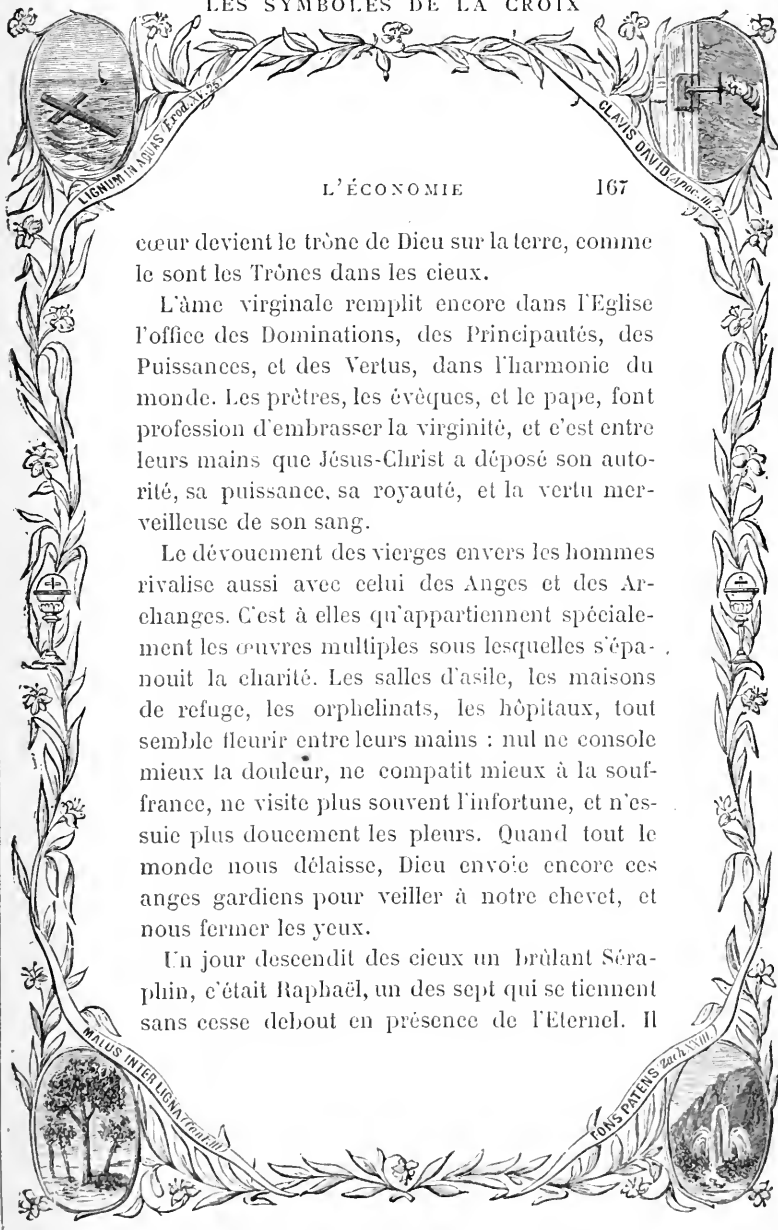 LES SYMBOLES DE LA CROIX
LIGNUM IN AQUAS (Exod. V. 25)
CLAVIS DAVID (Apoc. III. 7.)
L'ÉCONOMIE 167
cœur devient le trône de Dieu sur la terre, comme
le sont les Trônes dans les cieux.
L'âme virginale remplit encore dans l'Eglise
l'office des Dominations, des Principautés, des
Puissances, et des Vertus, dans l'harmonie du
monde. Les prêtres, les évêques, et le pape, font
profession d'embrasser la virginité, et c'est entre
leurs mains que Jésus-Christ a déposé son auto-
rité, sa puissance, sa royauté, et la vertu mer-
veilleuse de son sang.
Le dévouement des vierges envers les hommes
rivalise aussi avec celui des Anges et des Ar-
changes. C'est à elles qu'appartiennent spéciale-
ment les œuvres multiples sous lesquelles s'épa-
nouit la charité. Les salles d'asile, les maisons
de refuge, les orphelinats, les hôpitaux, tout
semble fleurir entre leurs mains : nul ne console
mieux la douleur, ne compatit mieux à la souf-
france, ne visite plus souvent l'infortune, et n'es-
suie plus doucement les pleurs. Quand tout le
monde nous délaisse, Dieu envoie encore ces
anges gardiens pour veiller à notre chevet, et
nous fermer les yeux.
Un jour descendit des cieux un brûlant Séra-
phin, c'était Raphaël, un des sept qui se tiennent
sans cesse debout en présence de l'Eternel. Il
MALUS INTER LIGNA
FONS PATENS Zach XXIII.